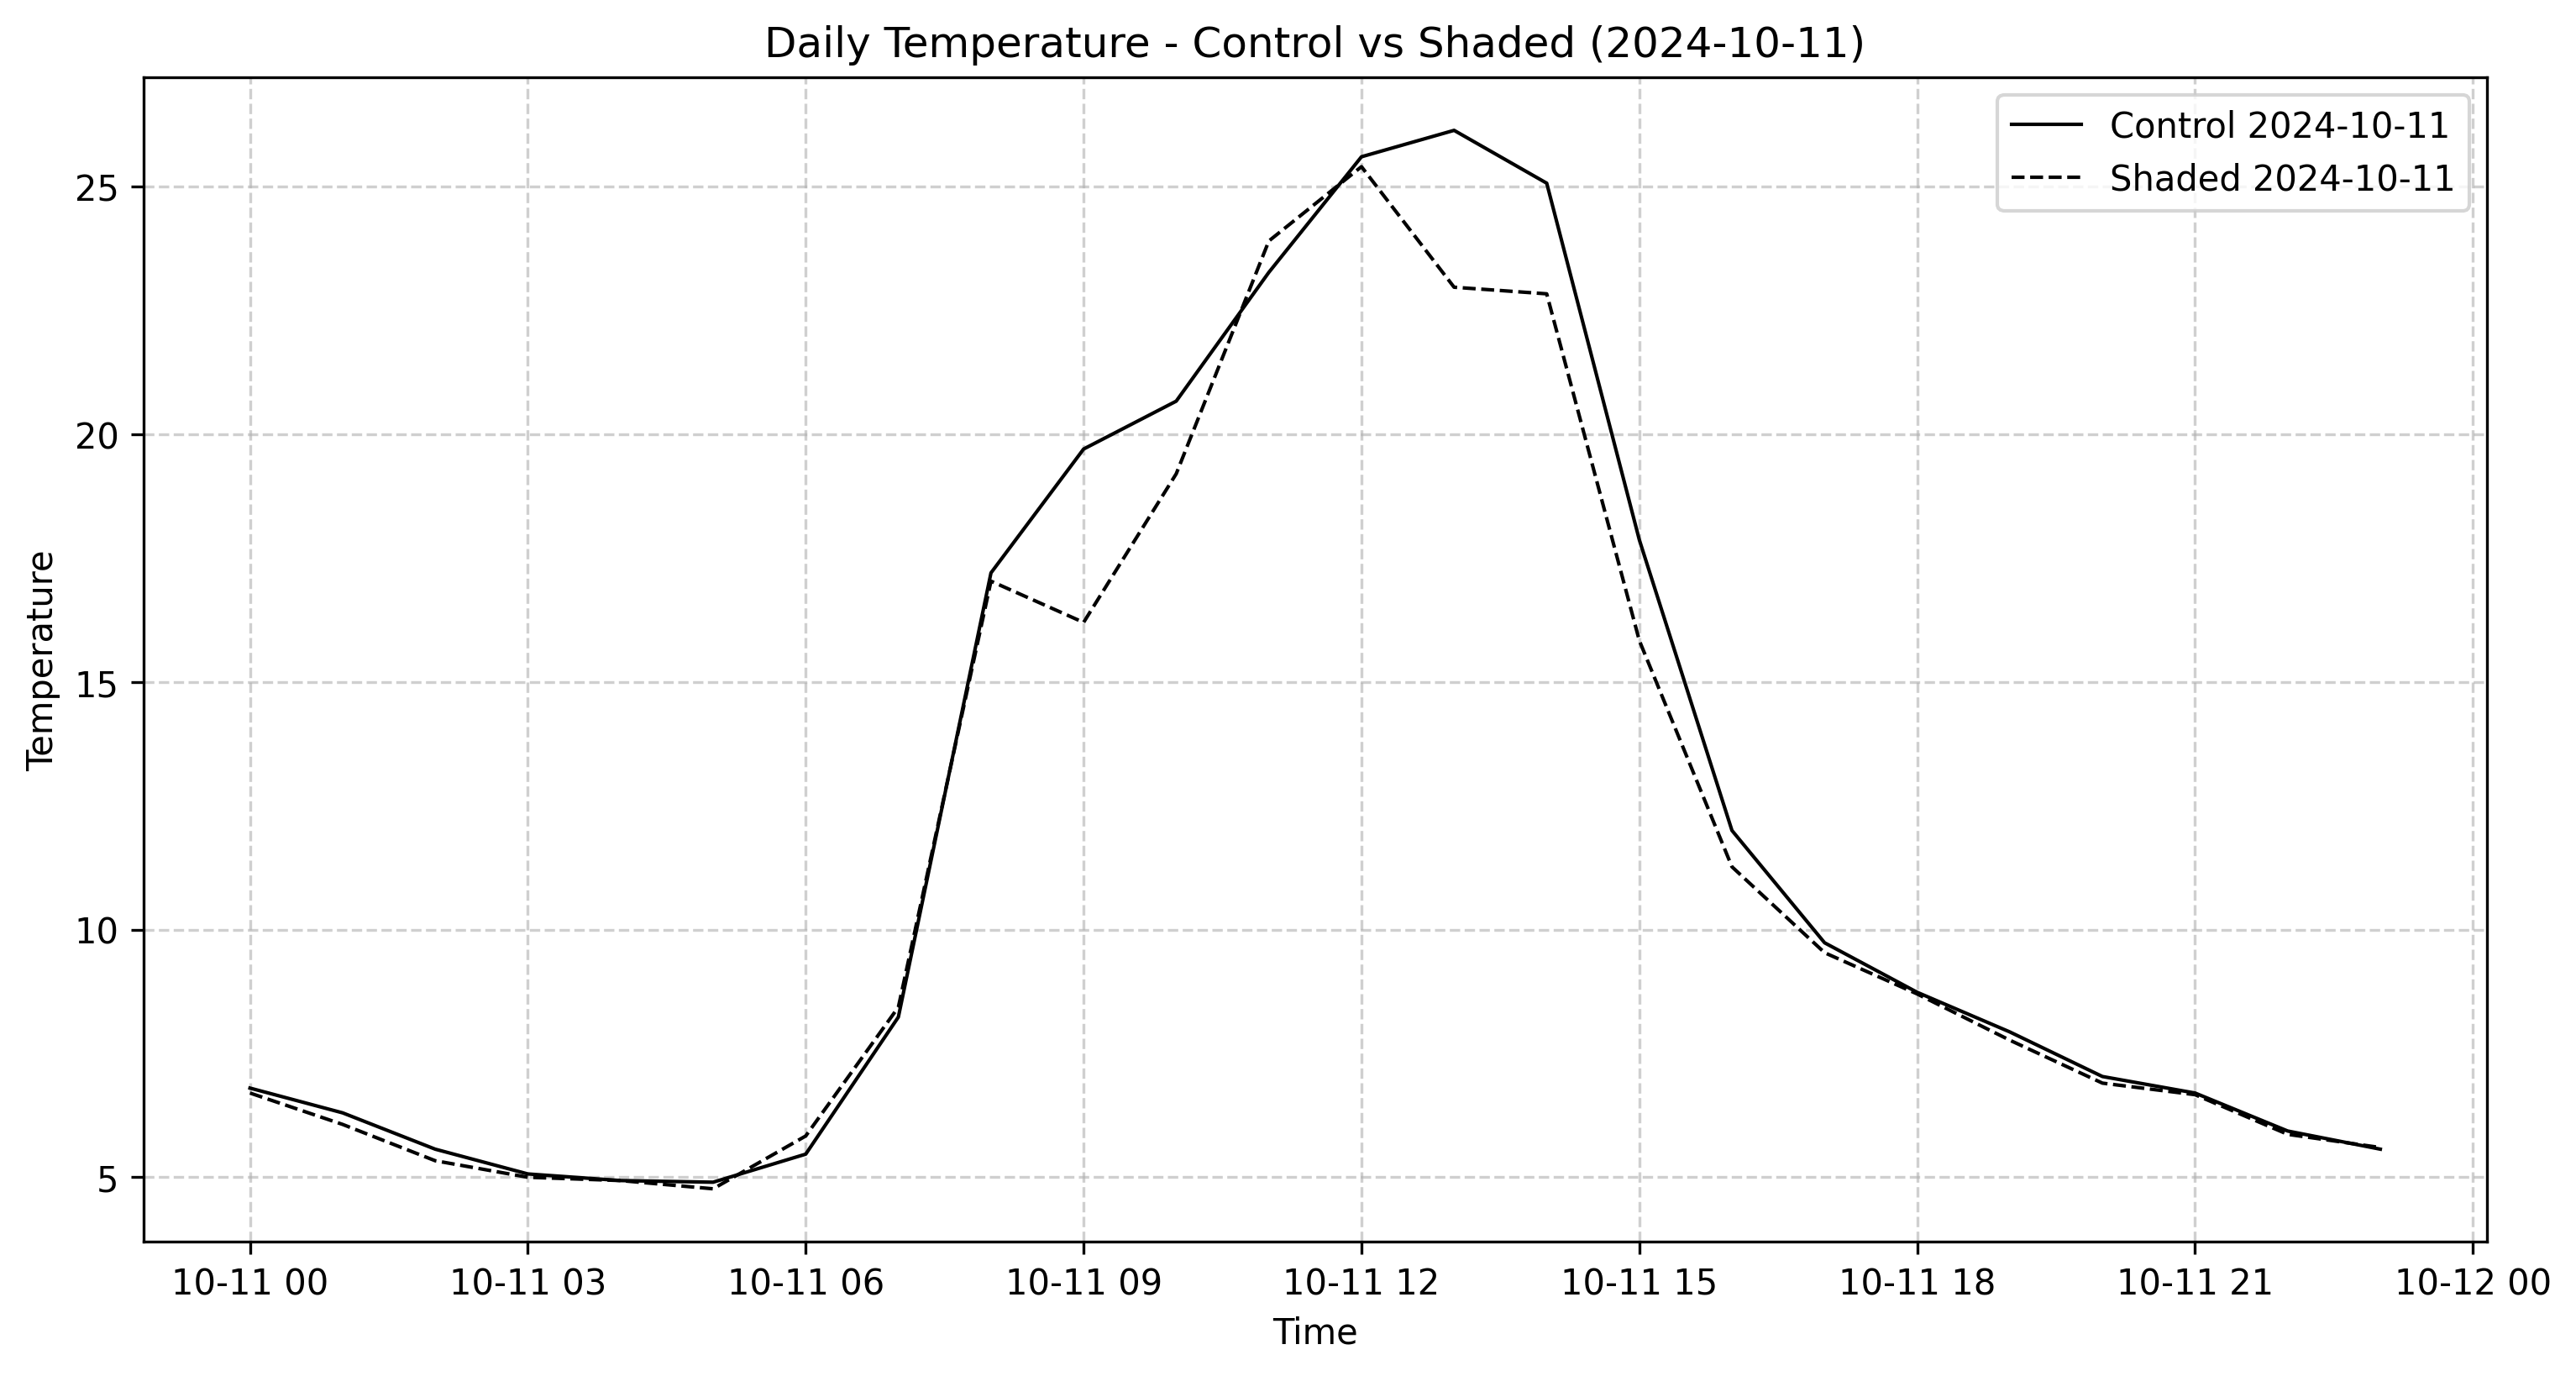 Daily Temperature - Control vs Shaded (2024-10-11)
Control 2024-10-11
Shaded 2024-10-11
Temperature
25
20
15
10
5
10-11 00 10-11 03 10-11 06 10-11 09 10-11 12 10-11 15 10-11 18 10-11 21 10-12 00
Time